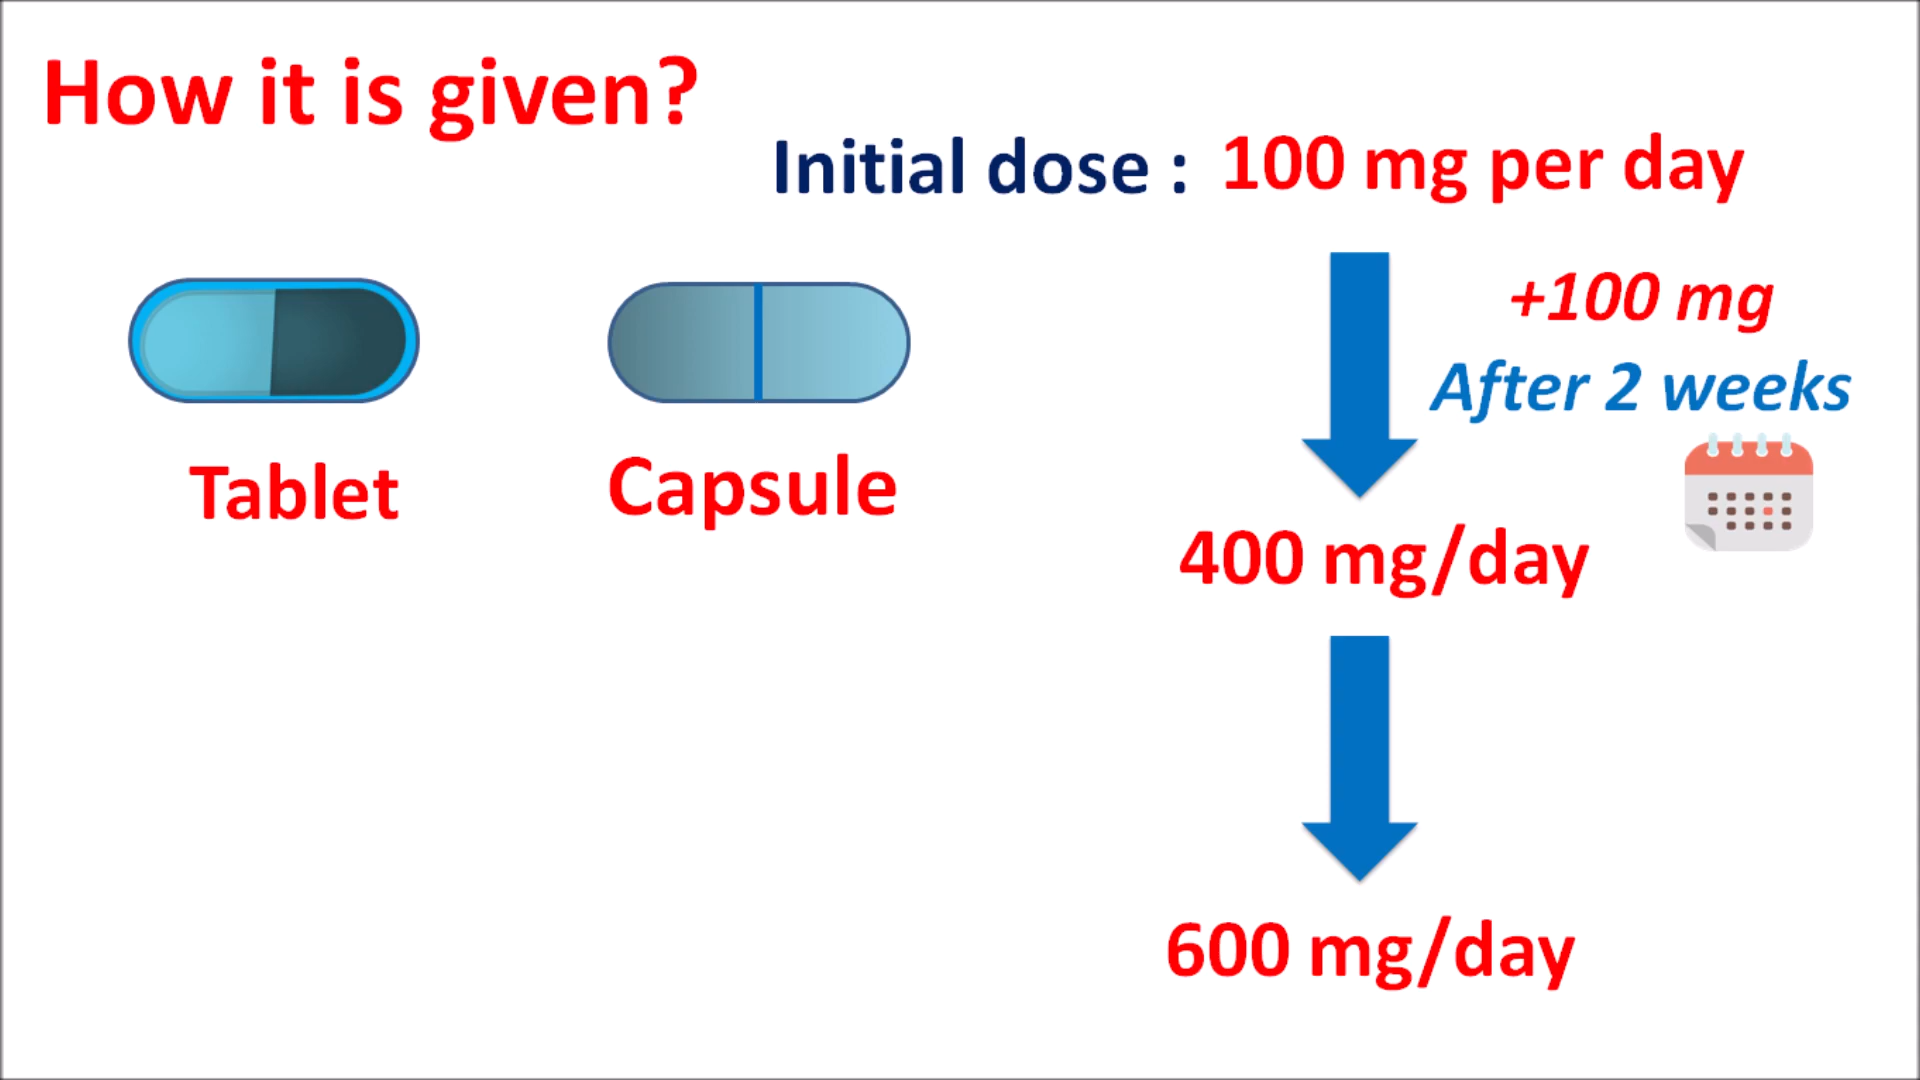 How it is given?
Initial dose : 100 mg per day
+100 mg
After 2 weeks
Tablet
Capsule
400 mg/day
600 mg/day